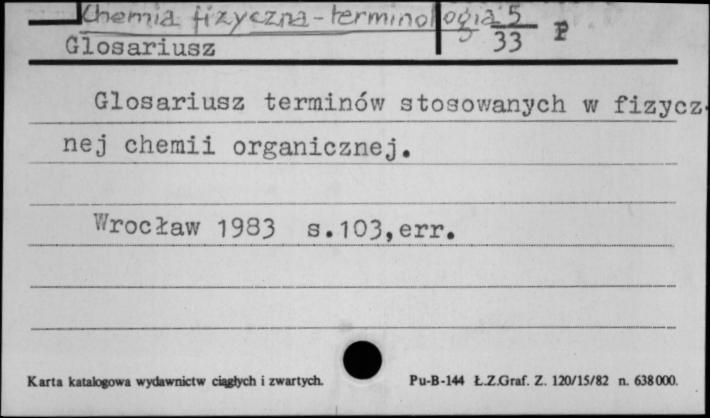 Chemia fizyczna - terminologia 5
33 P
Glosariusz
Glosariusz terminów stosowanych w fizycz-
nej chemii organicznej.
Wrocław 1983 s.103,err.
Karta katalogowa wydawnictw ciągłych i zwartych.
Pu-B-144 Ł.Z.Graf. Z. 120/15/82 n. 638000.